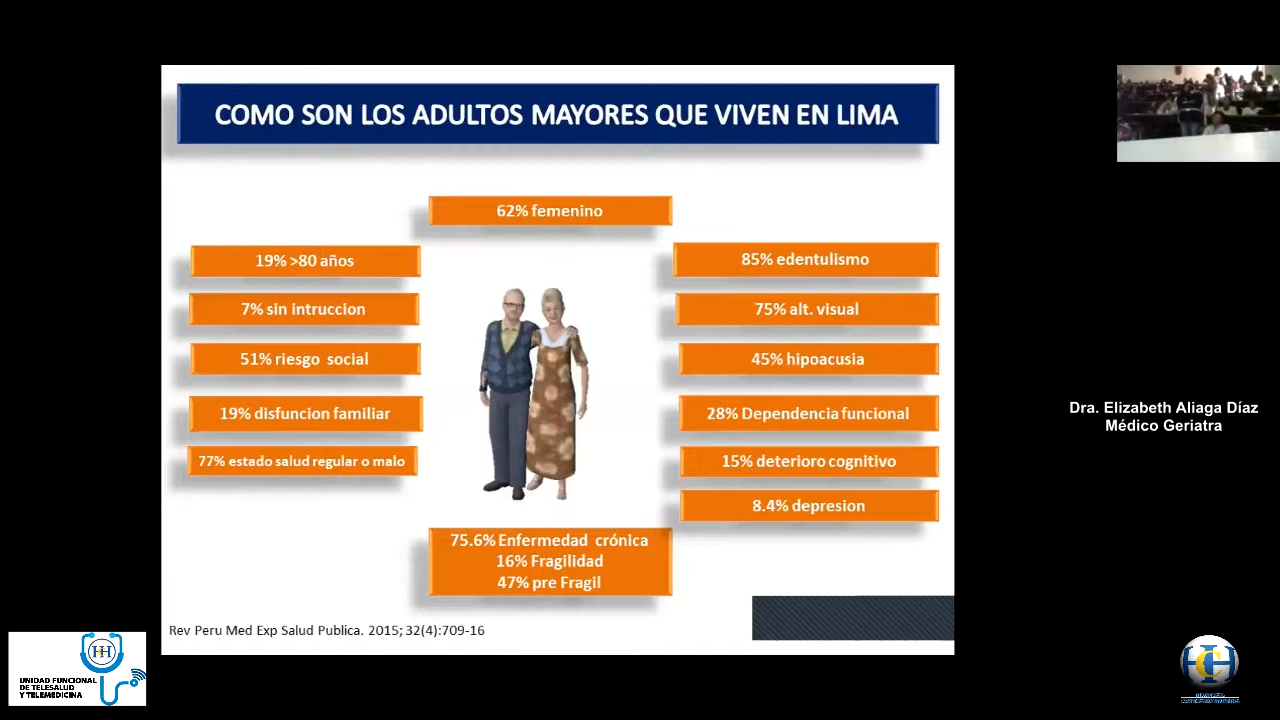 COMO SON LOS ADULTOS MAYORES QUE VIVEN EN LIMA
62% femenino
19% >80 años
7% sin intruccion
51% riesgo social
19% disfuncion familiar
77% estado salud regular o malo
85% edentulismo
75% alt. visual
45% hipoacusia
28% Dependencia funcional
15% deterioro cognitivo
8.4% depresion
75.6% Enfermedad crónica
16% Fragilidad
47% pre Fragil
Rev Peru Med Exp Salud Publica. 2015; 32(4):709-16
Dra. Elizabeth Aliaga Díaz
Médico Geriatra
UNIDAD FUNCIONAL
DE TELESALUD
Y TELEMEDICINA